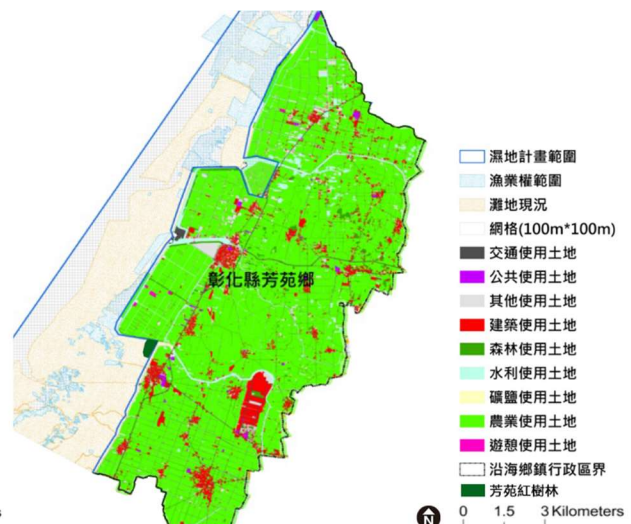 彰化縣芳苑鄉
濕地計畫範圍
漁業權範圍
灘地現況
網格(100m*100m)
交通使用土地
公共使用土地
其他使用土地
建築使用土地
森林使用土地
水利使用土地
礦鹽使用土地
農業使用土地
遊憩使用土地
沿海鄉鎮行政區界
芳苑紅樹林
N
0 1.5 3 Kilometers
s